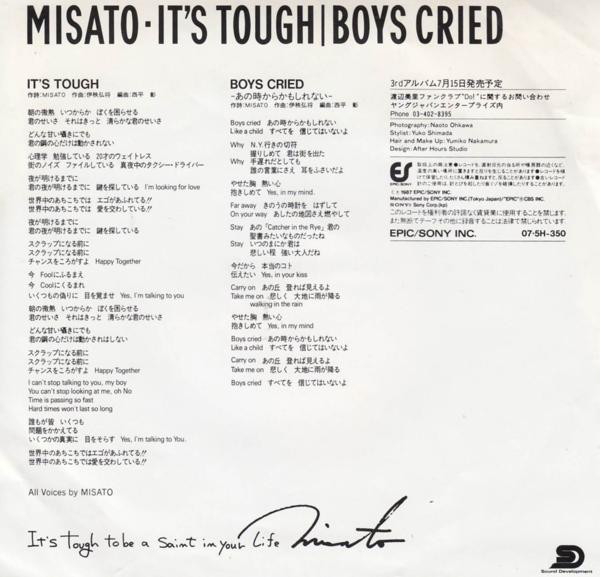 MISATO・IT'S TOUGH|BOYS CRIED
IT'S TOUGH
作詩:MISATO 作曲:伊秩弘将 編曲:西平 彰
朝の微熱 いつからか ぼくを困らせる
君のせいさ それはきっと 清らかな君のせいさ
どんな甘い囁きにでも
君の鋼の心だけは動かされない
心理学 勉強している 20才のウェイトレス
街のノイズ ファイルしている 真夜中のタクシー・ドライバー
夜が明けるまでに
君の夜が明けるまでに 鍵を探している I'm looking for love
世界中のあちこちでは エゴがあふれてる!!
世界中のあちこちでは 愛を交わしている!!
夜が明けるまでに
君の夜が明けるまでに 鍵を探している
スクラップになる前に
スクラップになる前に
チャンスをころがすよ Happy Together
今 Foolにふるまえ
今 Coolにくるまれ
いくつもの偽りに 目を覚ませ Yes, I'm talking to you
朝の微熱 いつからか ぼくを困らせる
君のせいさ それはきっと 清らかな君のせいさ
どんな甘い囁きにでも
君の鋼の心だけは動かされはしない
スクラップになる前に
スクラップになる前に
チャンスをころがすよ Happy Together
I can't stop talking to you, my boy
You can't stop looking at me, oh No
Time is passing so fast
Hard times won't last so long
誰もが皆 いくつも
問題をかかえてる
いくつかの真実に 目をそらす Yes, I'm talking to You.
世界中のあちこちではエゴがあふれてる!!
世界中のあちこちでは愛を交わしている!!
All Voices by MISATO
BOYS CRIED
-あの時からかもしれない-
作詩:MISATO 作曲:伊秩弘将 編曲:西平 彰
Boys cried あの時からかもしれない
Like a child すべてを 信じてはいないよ
Why N.Y.行きの切符
握りしめて 君は街を出た
Why 手遅れだとしても
誰の言葉にさえ 耳をふさいだよ
やせた胸 熱い心
抱きしめて Yes, in my mind.
Far away きのうの時計を はずして
On your way あしたの地図さえ燃やして
Stay あの「Catcher in the Rye」君の
聖書みたいなものだったね
Stay いつのまにか君は
悲しい程 強い大人だね
今だから 本当のコト
伝えたい Yes, in your kiss
Carry on あの丘 登れば見えるよ
Take me on 悲しく 大地に雨が降る
walking in the rain
やせた胸 熱い心
抱きしめて Yes, in my mind
Boys cried あの時からかもしれない
Like a child すべてを 信じてはいないよ
Carry on あの丘 登れば見えるよ
Take me on 悲しく 大地に雨が降る
Boys cried すべてを 信じてはいないよ
3rdアルバム7月15日発売予定
渡辺美里ファンクラブ"Do!"に関するお問い合わせ
ヤングジャパンエンタープライズ内
Phone 03-402-8395
Photography: Naoto Ohkawa
Stylist: Yuko Shimada
Hair and Make Up: Yumiko Nakamura
Design: After Hours Studio
EPIC/SONY
Ⓟ© 1987 EPIC/SONY INC.
Manufactured by EPIC/SONY INC.(Tokyo Japan)/"EPIC"® CBS INC.
"SONY"® Sony Corp.(Jp)
このレコードを権利者の許諾なく賃貸業に使用することを禁じます。
また無断でテープその他に録音することは法律で禁じられています。
EPIC/SONY INC. 07・5H-350
It's Tough to be a Saint in your Life Misato
Sound Development